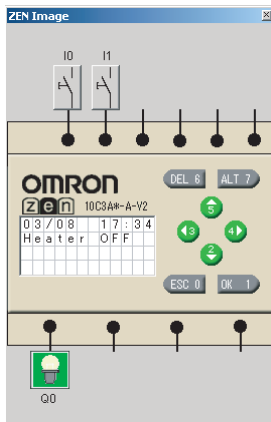 ZEN Image
I0 I1
OMRON
DEL 6 ALT 7
zen 10C3A*-A-V2
5
03/08 17:34
3 4
Heater OFF
2
ESC 0 OK 1
Q0